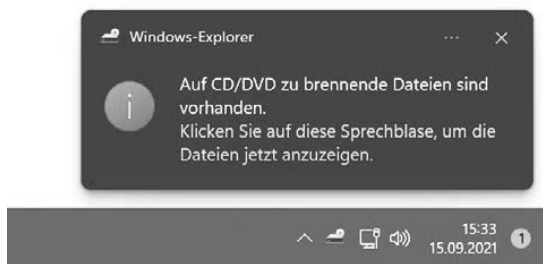 Windows-Explorer
Auf CD/DVD zu brennende Dateien sind
vorhanden.
Klicken Sie auf diese Sprechblase, um die
Dateien jetzt anzuzeigen.
15:33
15.09.2021
1